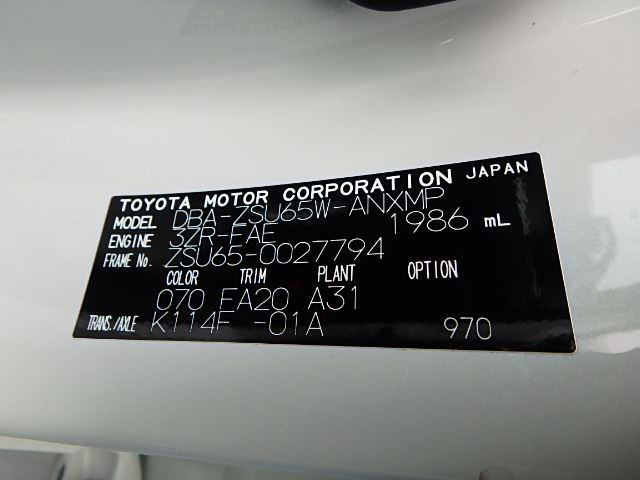 TOYOTA MOTOR CORPORATION JAPAN
MODEL DBA-ZSU65W-ANXMP
ENGINE 3ZR-FAE 1986 mL
FRAME No. ZSU65-0027794
COLOR TRIM PLANT OPTION
070 FA20 A31
TRANS./AXLE K114F -01A 970